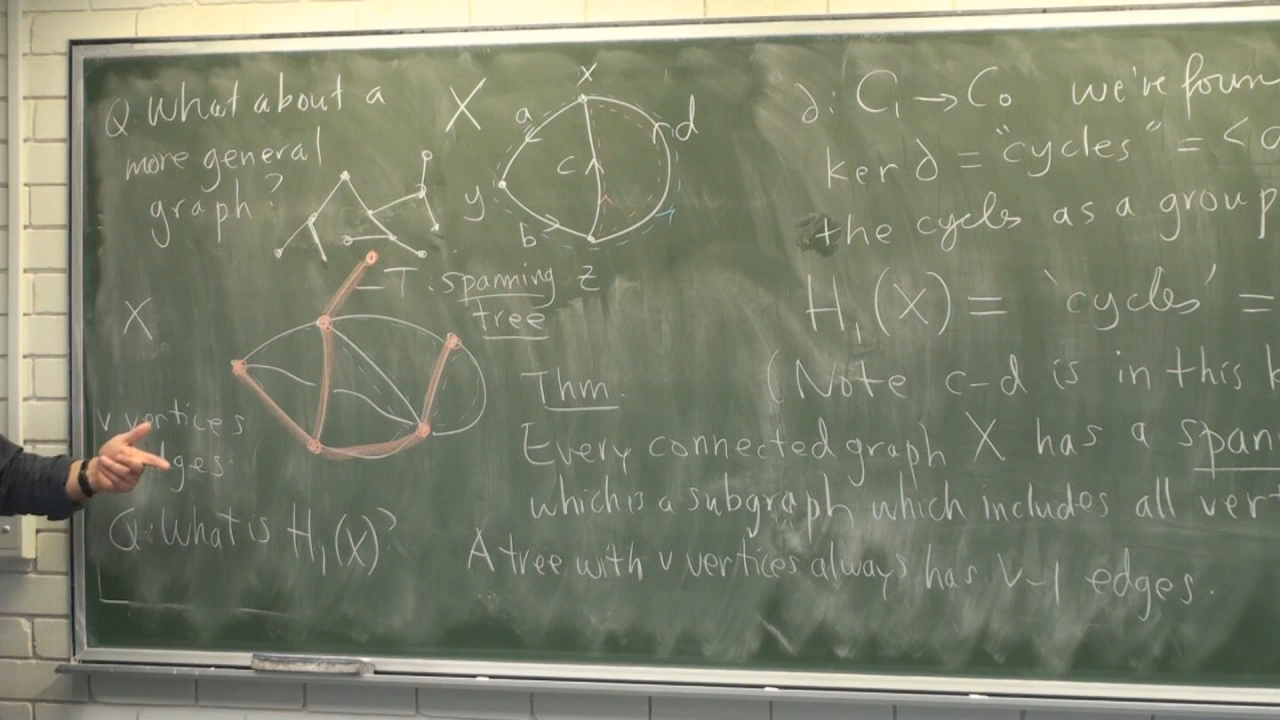 Q. What about a
more general
graph?
X
x
a
d
c
y
b
z
T. spanning
tree
X
v vertices
Q: What is H₁(X)?
Thm.
Every connected graph X has a span
which is a subgraph which includes all vert
A tree with v vertices always has v-1 edges.
∂: C₁ → C₀ we're foun
ker ∂ = "cycles" = <
the cycles as a group
H₁(X) = 'cycles' =
(Note c-d is in this k